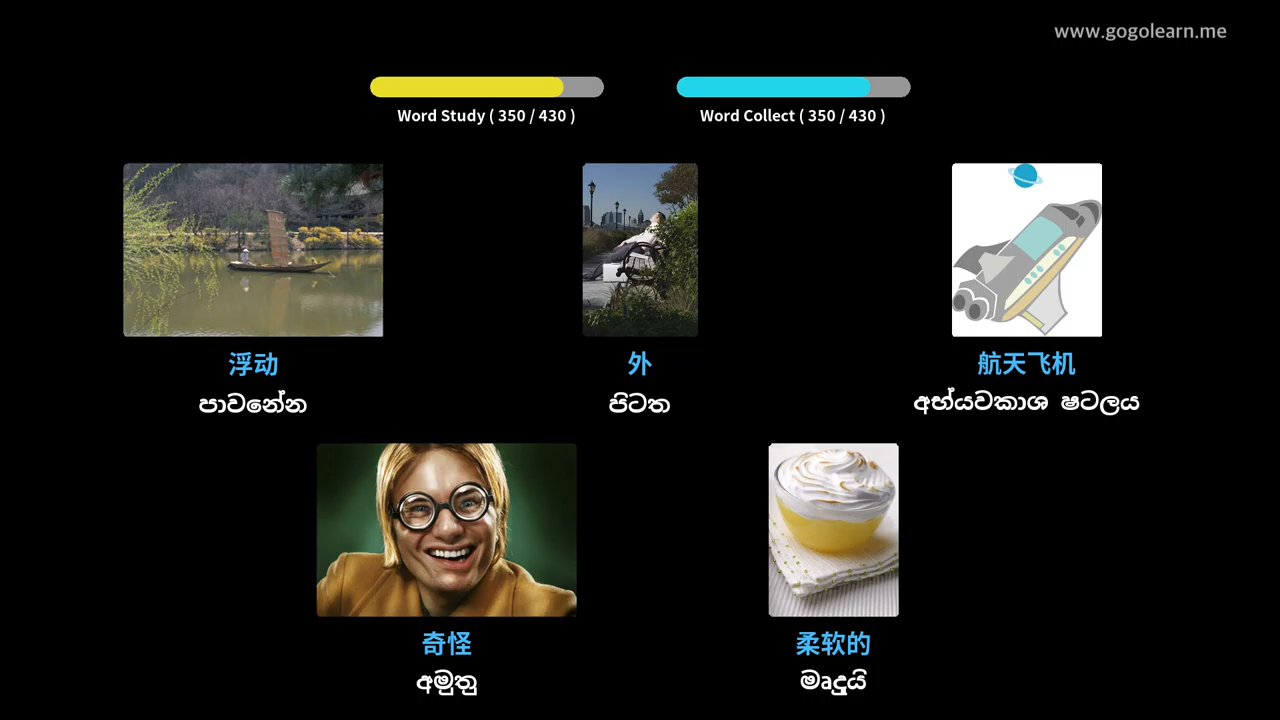 www.gogolearn.me
Word Study ( 350 / 430 )
Word Collect ( 350 / 430 )
浮动
පාවනේන
外
පිටත
航天飞机
අභ්යවකාශ ෂටලය
奇怪
අමුතු
柔软的
මෘදුයි